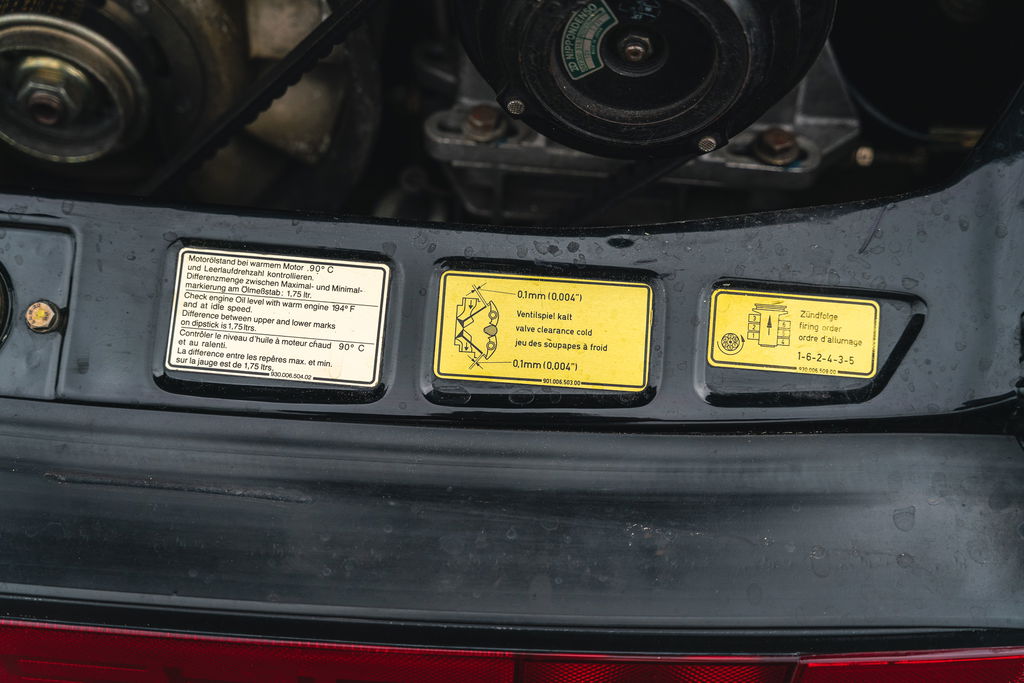 NIPPONDENSO
Motorölstand bei warmem Motor 90° C
und Leerlaufdrehzahl kontrollieren.
Differenzmenge zwischen Maximal- und Minimal-
markierung am Ölmeßstab: 1,75 ltr.
Check engine Oil level with warm engine 194° F
and at idle speed.
Difference between upper and lower marks
on dipstick is 1,75 ltrs.
Contrôler le niveau d'huile à moteur chaud 90° C
et au ralenti.
La différence entre les repères max. et min.
sur la jauge est de 1,75 ltrs.
930.006.504.02
0.1mm (0,004")
Ventilspiel kalt
valve clearance cold
jeu des soupapes à froid
0,1mm (0,004")
901.006.503.00
Zündfolge
firing order
ordre d'allumage
1-6-2-4-3-5
930.006.508.00